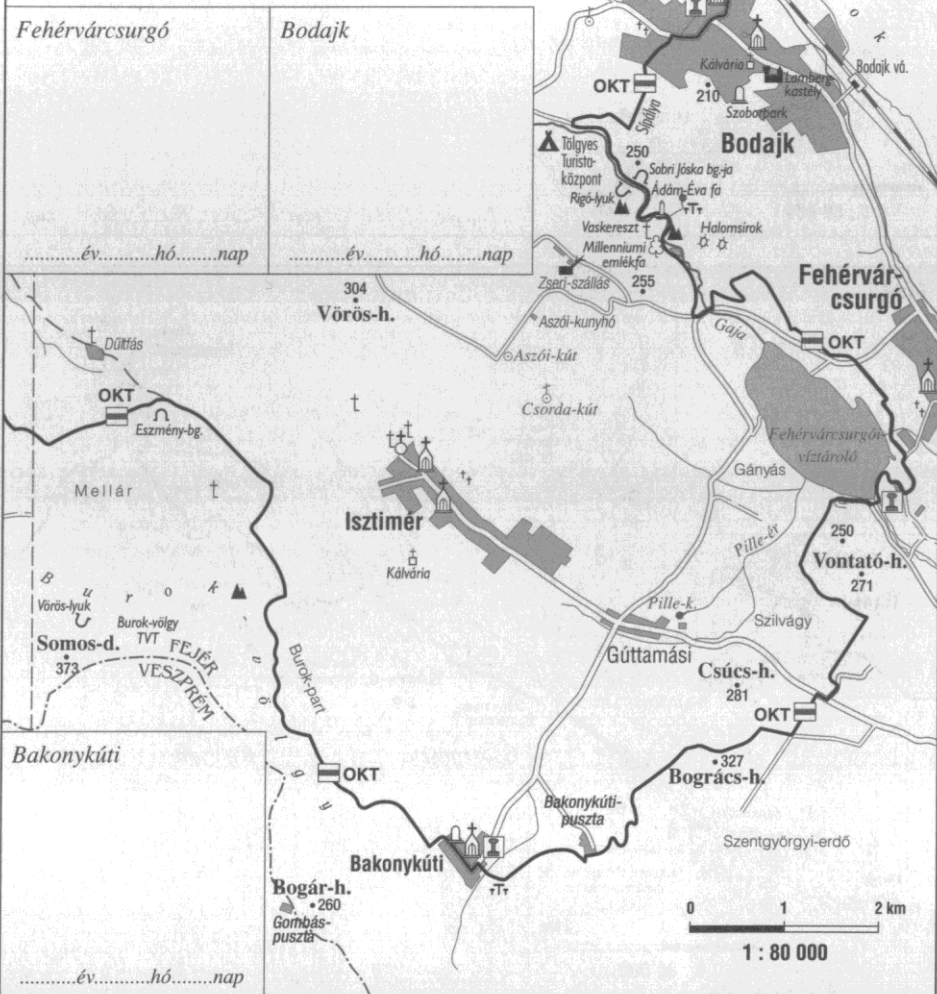 Fehérvárcsurgó
Bodajk
...........év..........hó........nap
...........év..........hó........nap
Kálvária
Lamberg-
kastély
Bodajk vá.
OKT
210
Szoborpark
Sípálya
Bodajk
Tölgyes
Turista-
központ
250
Sobri Jóska bg.-ja
Ádám-Éva fa
Rigó-lyuk
Vaskereszt
Halomsírok
Millenniumi
emlékfa
Zseri-szállás
255
Fehérvár-
csurgó
304
Vörös-h.
Aszói-kunyhó
Gaja
OKT
Dűltfás
Aszói-kút
OKT
Eszmény-bg.
Csorda-kút
Fehérvárcsurgói-
víztároló
Gányás
Mellár
Isztimér
250
Vontató-h.
271
Pille-ér
Kálvária
Burok-völgy
Vörös-lyuk
Burok-völgy
TVT
Pille-k.
Szilvágy
Somos-d.
373
FEJÉR
VESZPRÉM
Burok-part
Gúttamási
Csúcs-h.
281
OKT
Bakonykúti
OKT
327
Bogrács-h.
Bakonykúti-
puszta
Szentgyörgyi-erdő
Bakonykúti
Bogár-h.
260
Gombás-
puszta
0 1 2 km
1 : 80 000
...........év..........hó........nap